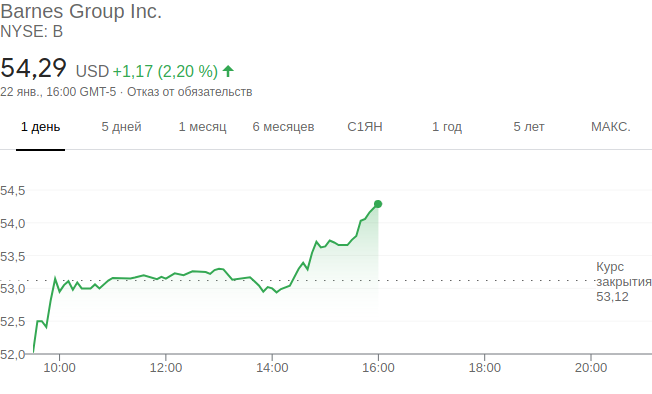 Barnes Group Inc.
NYSE: B
54,29 USD +1,17 (2,20 %)
22 янв., 16:00 GMT-5 · Отказ от обязательств
1 день 5 дней 1 месяц 6 месяцев С1ЯН 1 год 5 лет МАКС.
54,5
54,0
53,5
53,0
52,5
52,0
Курс
закрытия
53,12
10:00 12:00 14:00 16:00 18:00 20:00